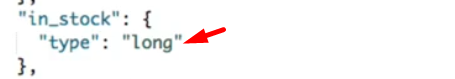 },
"in_stock": {
"type": "long"
},